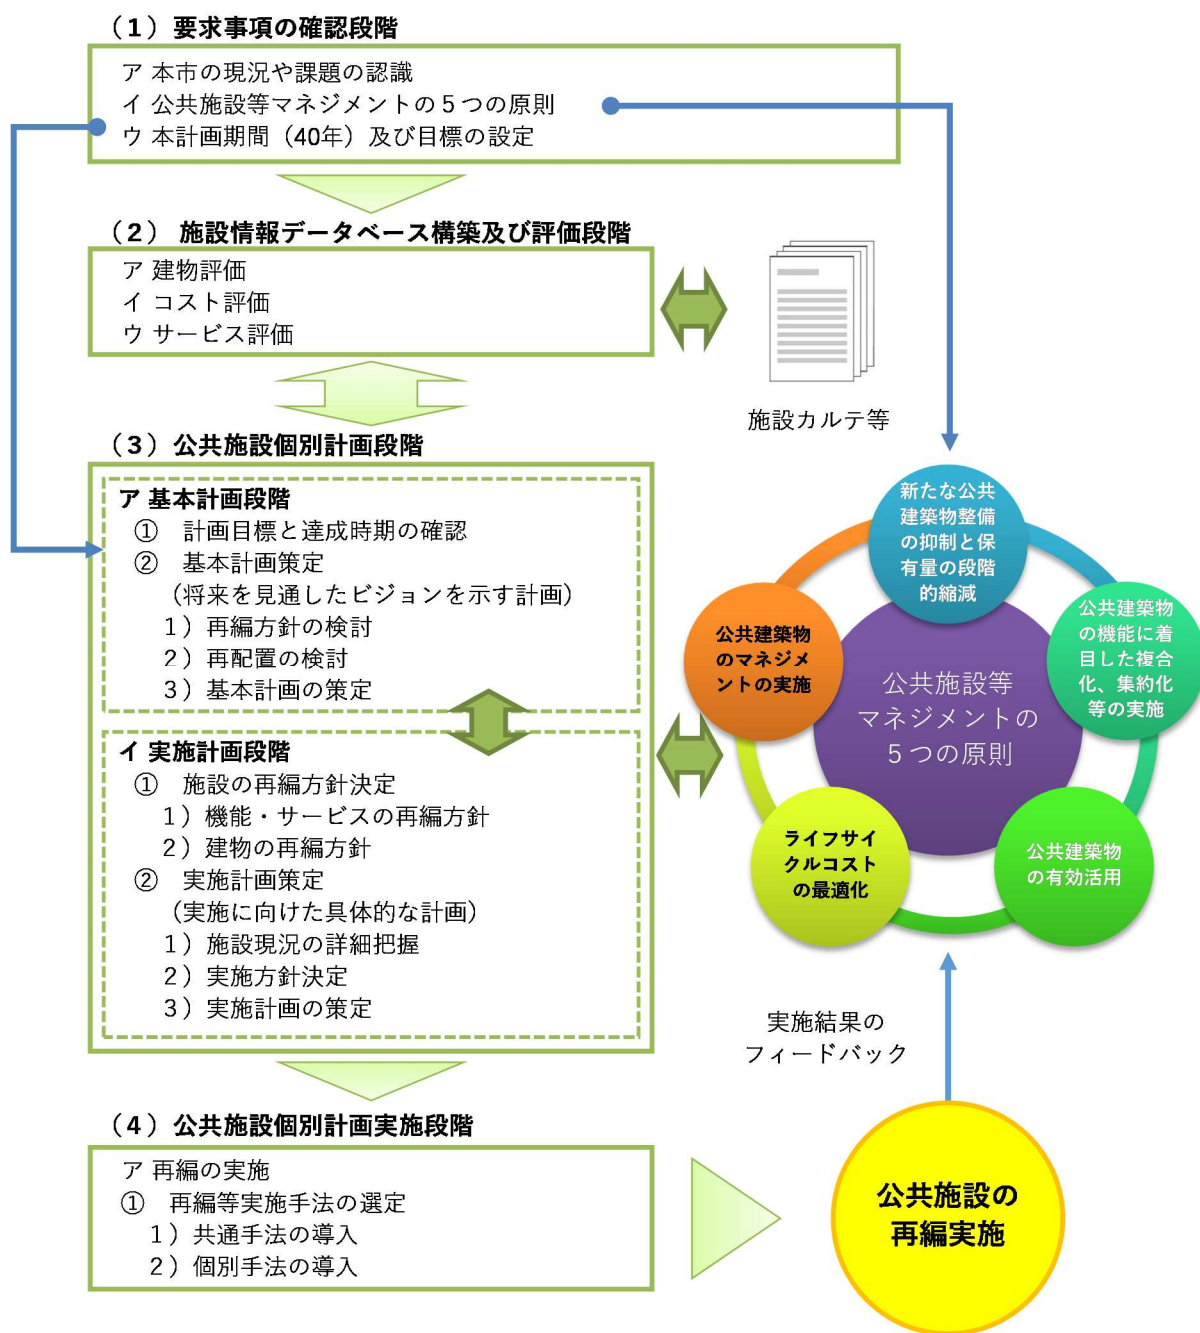 （１）要求事項の確認段階
ア 本市の現況や課題の認識
イ 公共施設等マネジメントの５つの原則
ウ 本計画期間（40年）及び目標の設定
（２） 施設情報データベース構築及び評価段階
ア 建物評価
イ コスト評価
ウ サービス評価
施設カルテ等
（３）公共施設個別計画段階
ア 基本計画段階
① 計画目標と達成時期の確認
② 基本計画策定
（将来を見通したビジョンを示す計画）
１）再編方針の検討
２）再配置の検討
３）基本計画の策定
イ 実施計画段階
① 施設の再編方針決定
１）機能・サービスの再編方針
２）建物の再編方針
② 実施計画策定
（実施に向けた具体的な計画）
１）施設現況の詳細把握
２）実施方針決定
３）実施計画の策定
新たな公共
建築物整備
の抑制と保
有量の段階
的縮減
公共建築物
の機能に着
目した複合
化、集約化
等の実施
公共建築物
の有効活用
ライフサイ
クルコスト
の最適化
公共建築物
のマネジメ
ントの実施
公共施設等
マネジメントの
５つの原則
実施結果の
フィードバック
（４）公共施設個別計画実施段階
ア 再編の実施
① 再編等実施手法の選定
１）共通手法の導入
２）個別手法の導入
公共施設の
再編実施